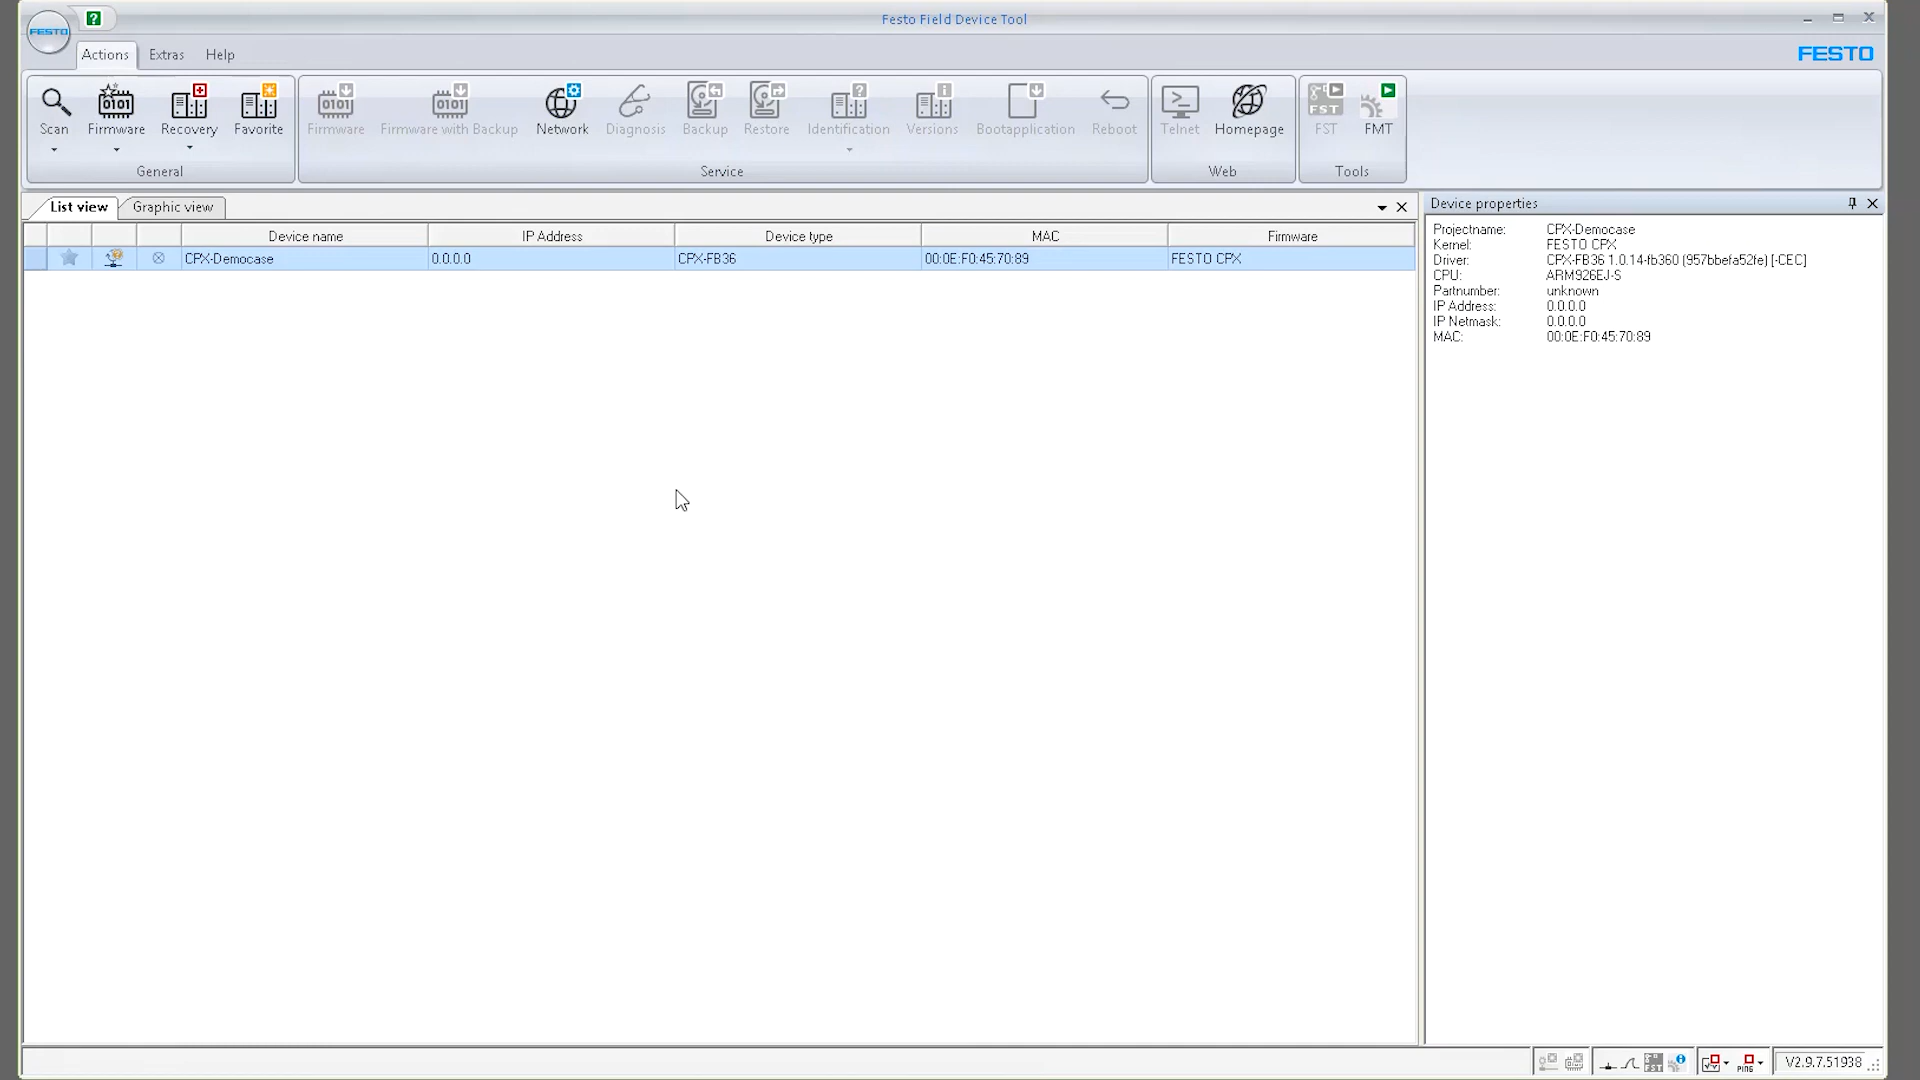 FESTO
Festo Field Device Tool
Actions Extras Help
FESTO
Scan Firmware Recovery Favorite Firmware Firmware with Backup Network Diagnosis Backup Restore Identification Versions Bootapplication Reboot Telnet Homepage FST FMT
General Service Web Tools
List view Graphic view
Device properties
Device name IP Address Device type MAC Firmware
CPX-Democase 0.0.0.0 CPX-FB36 00:0E:F0:45:70:89 FESTO CPX
Projectname: CPX-Democase
Kernel: FESTO CPX
Driver: CPX-FB36 1.0.14-fb360 (957bbefa52fe) [-CEC]
CPU: ARM926EJ-S
Partnumber: unknown
IP Address: 0.0.0.0
IP Netmask: 0.0.0.0
MAC: 00:0E:F0:45:70:89
V2.9.7.51938